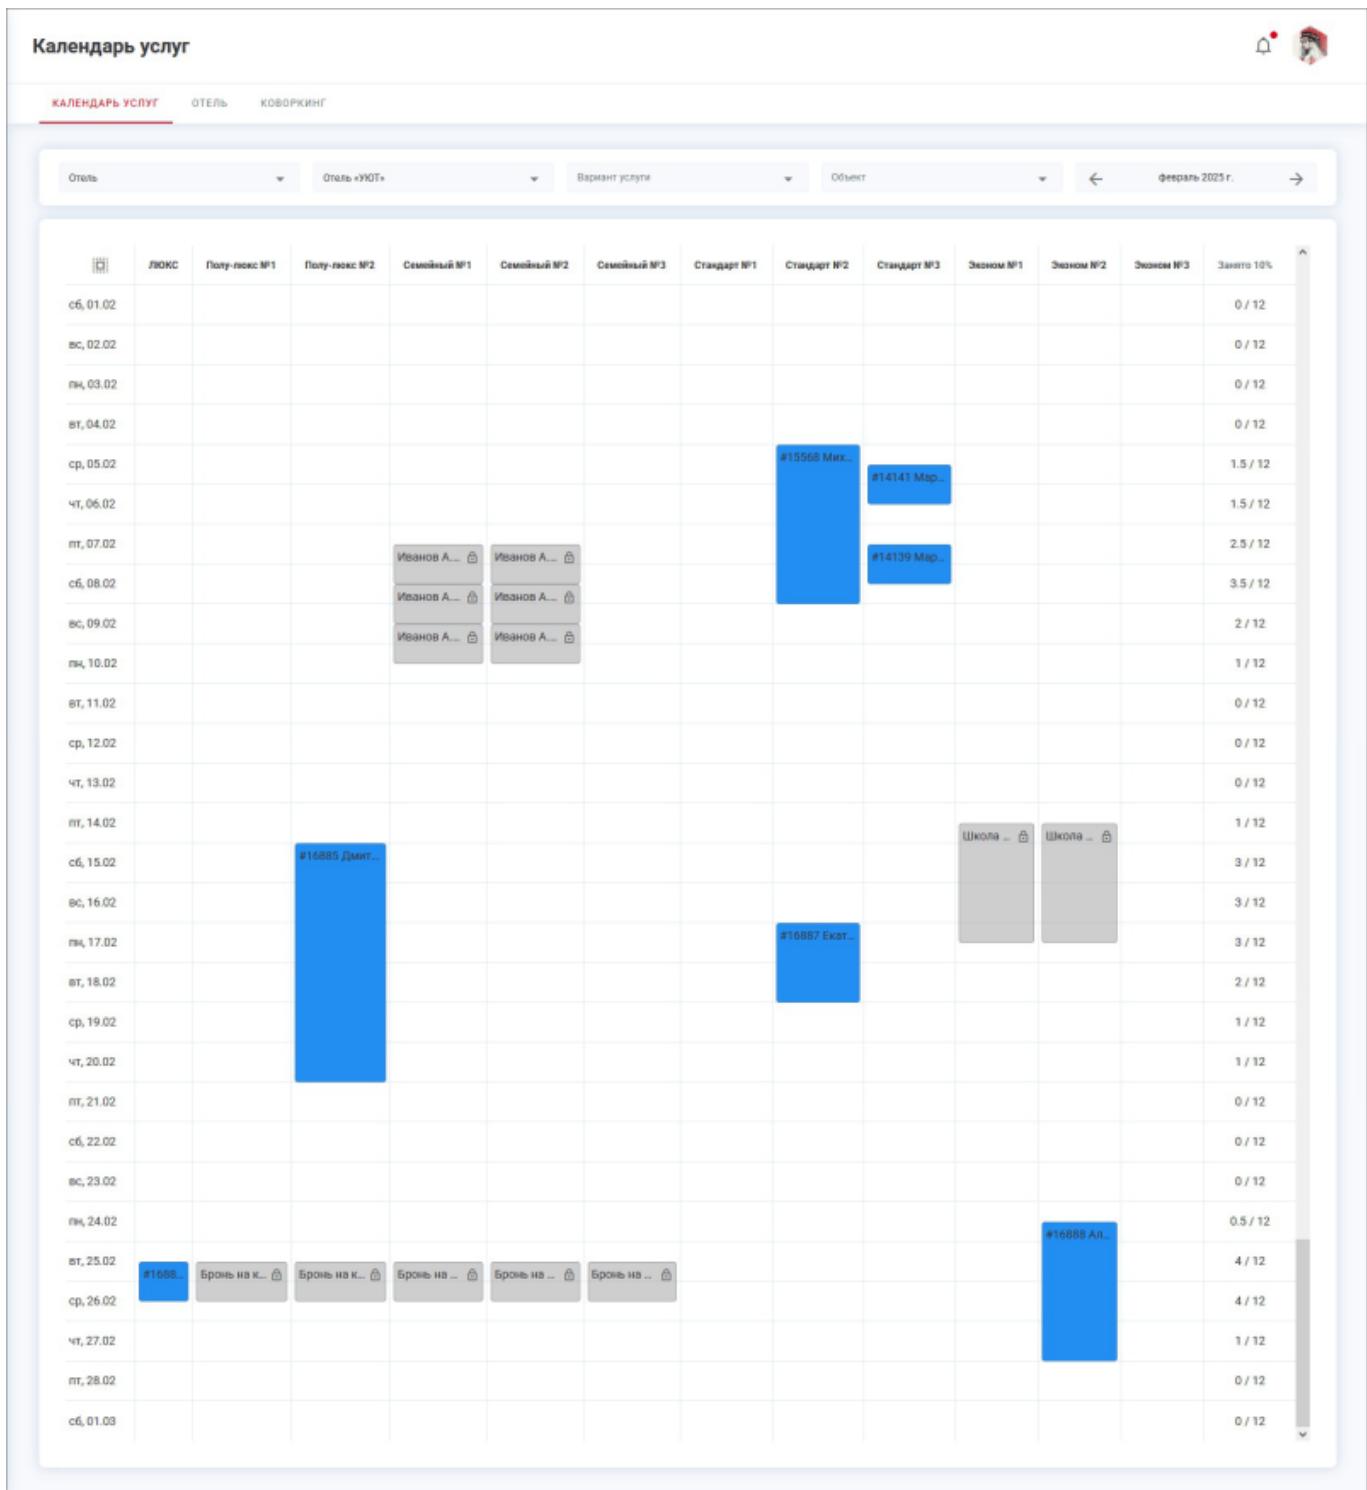 Календарь услуг
КАЛЕНДАРЬ УСЛУГ ОТЕЛЬ КОВОРКИНГ
Отель Отель «УЮТ» Вариант услуги Объект февраль 2025 г.
ЛЮКС Полу-люкс №1 Полу-люкс №2 Семейный №1 Семейный №2 Семейный №3 Стандарт №1 Стандарт №2 Стандарт №3 Эконом №1 Эконом №2 Эконом №3 Занято 10%
сб, 01.02 0 / 12
вс, 02.02 0 / 12
пн, 03.02 0 / 12
вт, 04.02 0 / 12
ср, 05.02 #15568 Мих... 1.5 / 12
#14141 Мар...
чт, 06.02 1.5 / 12
пт, 07.02 2.5 / 12
Иванов А.... Иванов А.... #14139 Мар...
сб, 08.02 3.5 / 12
Иванов А.... Иванов А....
вс, 09.02 2 / 12
Иванов А.... Иванов А....
пн, 10.02 1 / 12
вт, 11.02 0 / 12
ср, 12.02 0 / 12
чт, 13.02 0 / 12
пт, 14.02 1 / 12
Школа ... Школа ...
сб, 15.02 #16885 Дмит... 3 / 12
вс, 16.02 3 / 12
пн, 17.02 #16887 Екат... 3 / 12
вт, 18.02 2 / 12
ср, 19.02 1 / 12
чт, 20.02 1 / 12
пт, 21.02 0 / 12
сб, 22.02 0 / 12
вс, 23.02 0 / 12
пн, 24.02 0.5 / 12
#16888 Ал...
вт, 25.02 4 / 12
#1688... Бронь на к... Бронь на к... Бронь на ... Бронь на ... Бронь на ...
ср, 26.02 4 / 12
чт, 27.02 1 / 12
пт, 28.02 0 / 12
сб, 01.03 0 / 12